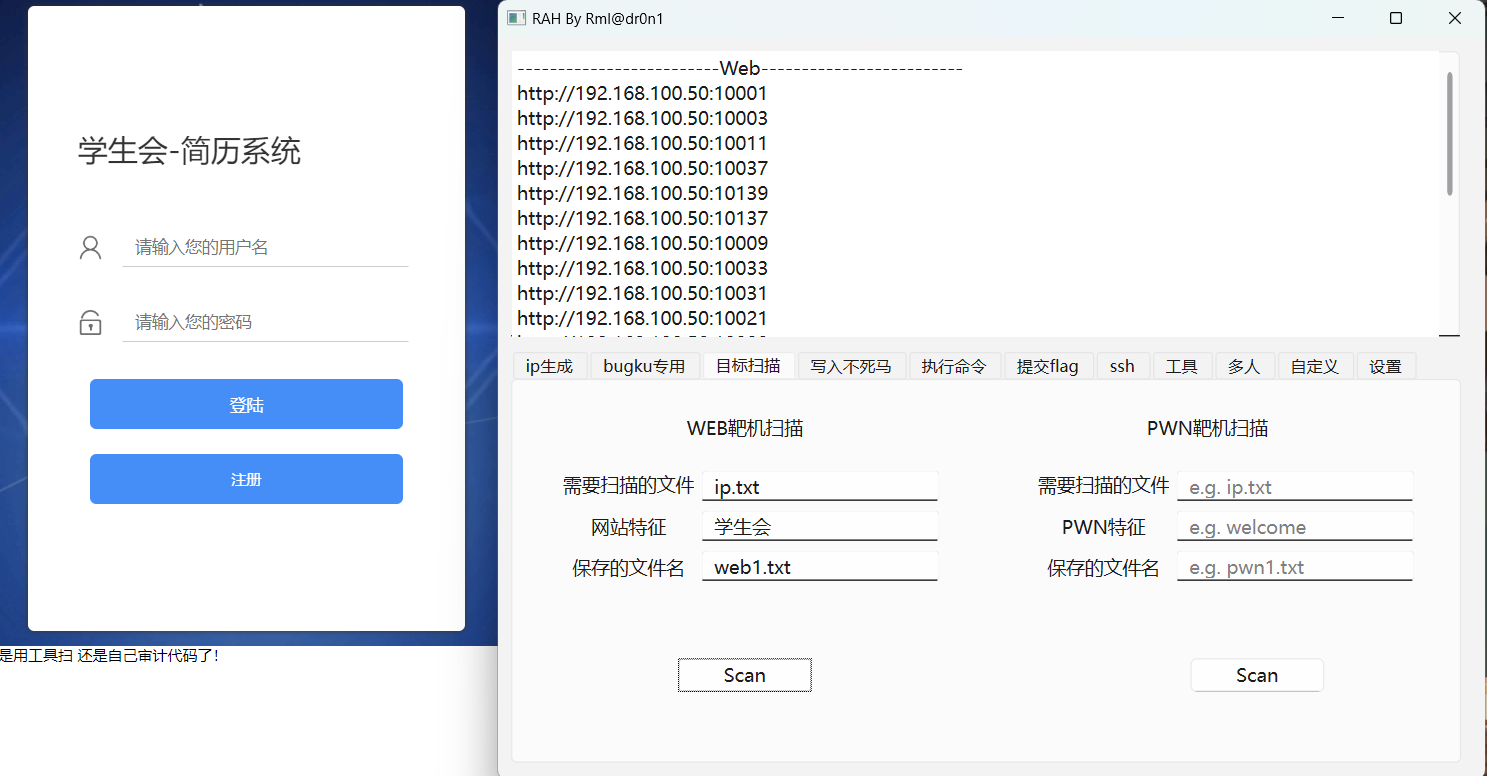 学生会-简历系统
请输入您的用户名
请输入您的密码
登陆
注册
是用工具扫 还是自己审计代码了!
RAH By Rml@dr0n1
-------------------------Web-------------------------
http://192.168.100.50:10001
http://192.168.100.50:10003
http://192.168.100.50:10011
http://192.168.100.50:10037
http://192.168.100.50:10139
http://192.168.100.50:10137
http://192.168.100.50:10009
http://192.168.100.50:10033
http://192.168.100.50:10031
http://192.168.100.50:10021
ip生成 bugku专用 目标扫描 写入不死马 执行命令 提交flag ssh 工具 多人 自定义 设置
WEB靶机扫描
需要扫描的文件 ip.txt
网站特征 学生会
保存的文件名 web1.txt
Scan
PWN靶机扫描
需要扫描的文件 e.g. ip.txt
PWN特征 e.g. welcome
保存的文件名 e.g. pwn1.txt
Scan